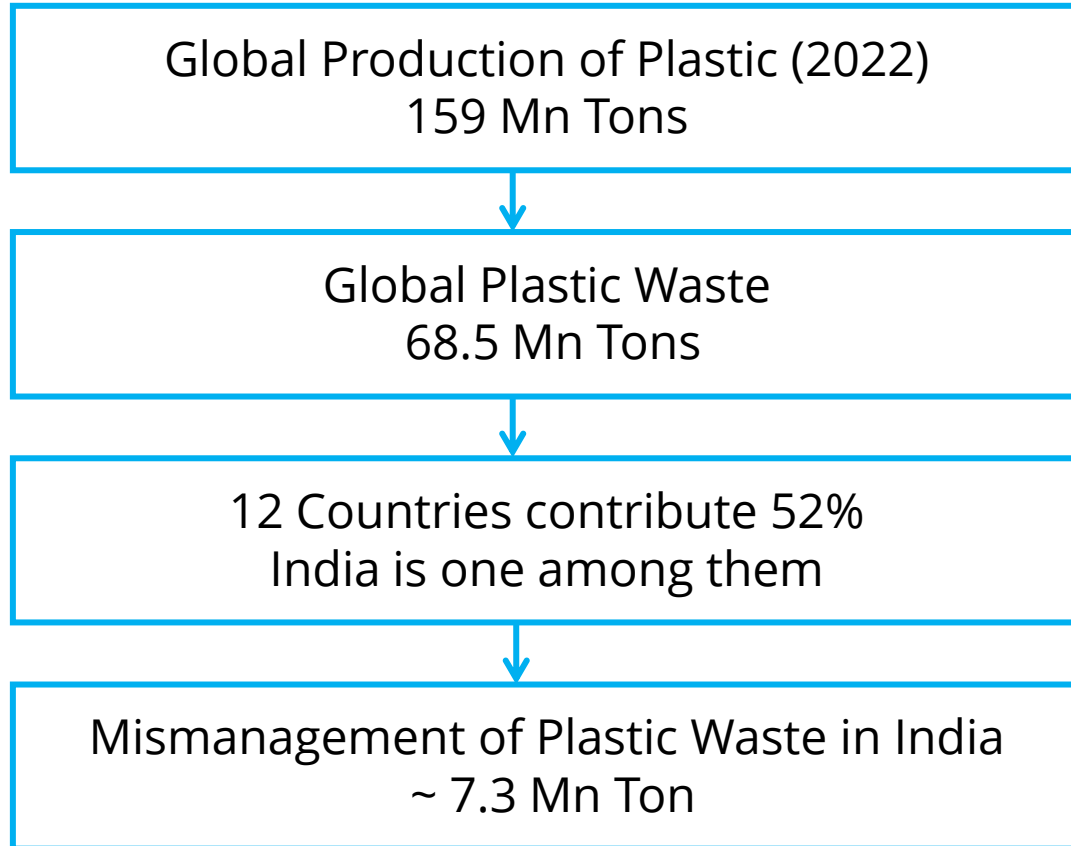 Global Production of Plastic (2022)
159 Mn Tons
Global Plastic Waste
68.5 Mn Tons
12 Countries contribute 52%
India is one among them
Mismanagement of Plastic Waste in India
~ 7.3 Mn Ton